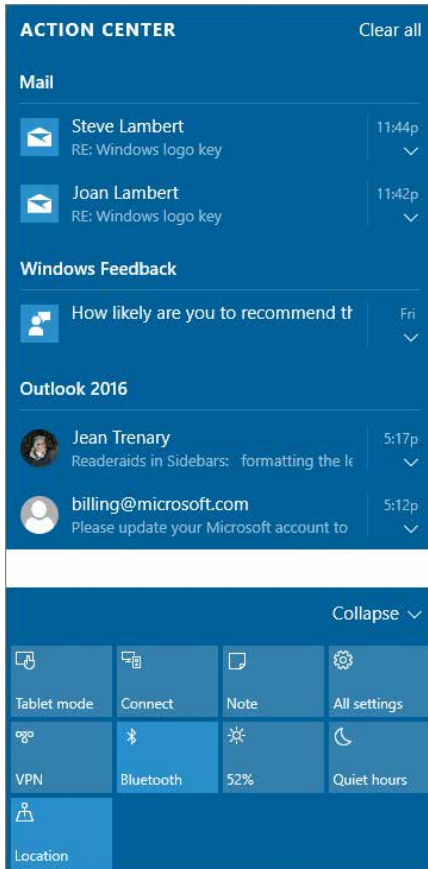 ACTION CENTER Clear all
Mail
Steve Lambert 11:44p
RE: Windows logo key
Joan Lambert 11:42p
RE: Windows logo key
Windows Feedback
How likely are you to recommend th Fri
Outlook 2016
Jean Trenary 5:17p
Readeraids in Sidebars: formatting the le
billing@microsoft.com 5:12p
Please update your Microsoft account to
Collapse
Tablet mode Connect Note All settings
VPN Bluetooth 52% Quiet hours
Location